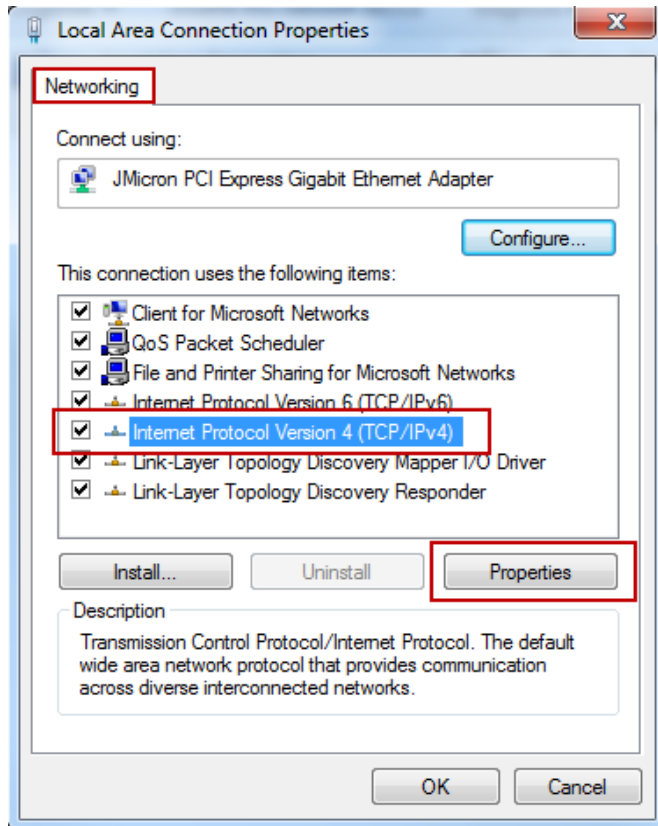 Local Area Connection Properties
Networking
Connect using:
JMicron PCI Express Gigabit Ethernet Adapter
Configure...
This connection uses the following items:
Client for Microsoft Networks
QoS Packet Scheduler
File and Printer Sharing for Microsoft Networks
Internet Protocol Version 6 (TCP/IPv6)
Internet Protocol Version 4 (TCP/IPv4)
Link-Layer Topology Discovery Mapper I/O Driver
Link-Layer Topology Discovery Responder
Install... Uninstall Properties
Description
Transmission Control Protocol/Internet Protocol. The default
wide area network protocol that provides communication
across diverse interconnected networks.
OK Cancel